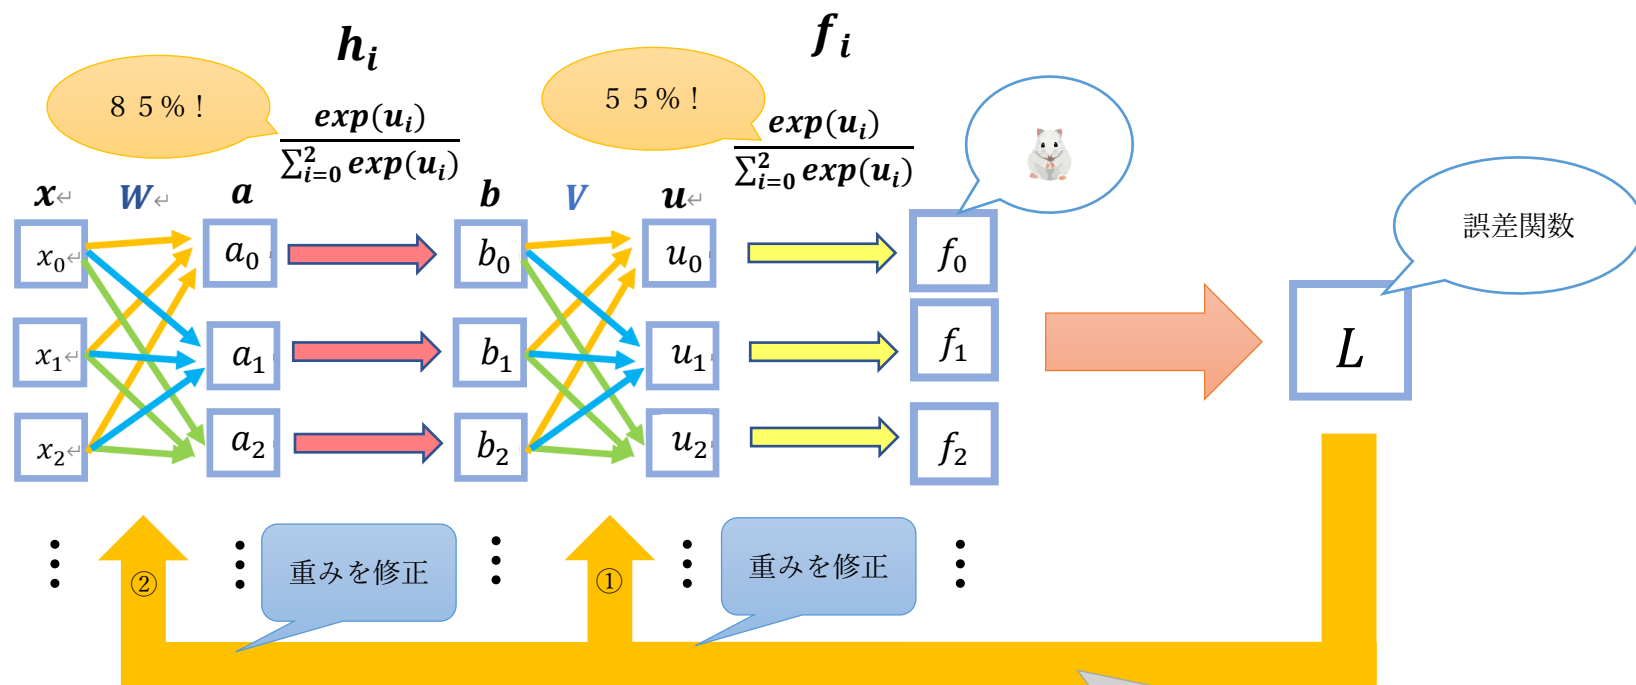 h_i
f_i
８５%！
５５%！
exp(u_i)
∑_{i=0}^{2} exp(u_i)
exp(u_i)
∑_{i=0}^{2} exp(u_i)
x↵ W↵ a b V u↵
誤差関数
x_0↵ a_0 b_0 u_0 f_0
x_1↵ a_1 b_1 u_1 f_1 L
x_2↵ a_2 b_2 u_2 f_2
② 重みを修正 ① 重みを修正